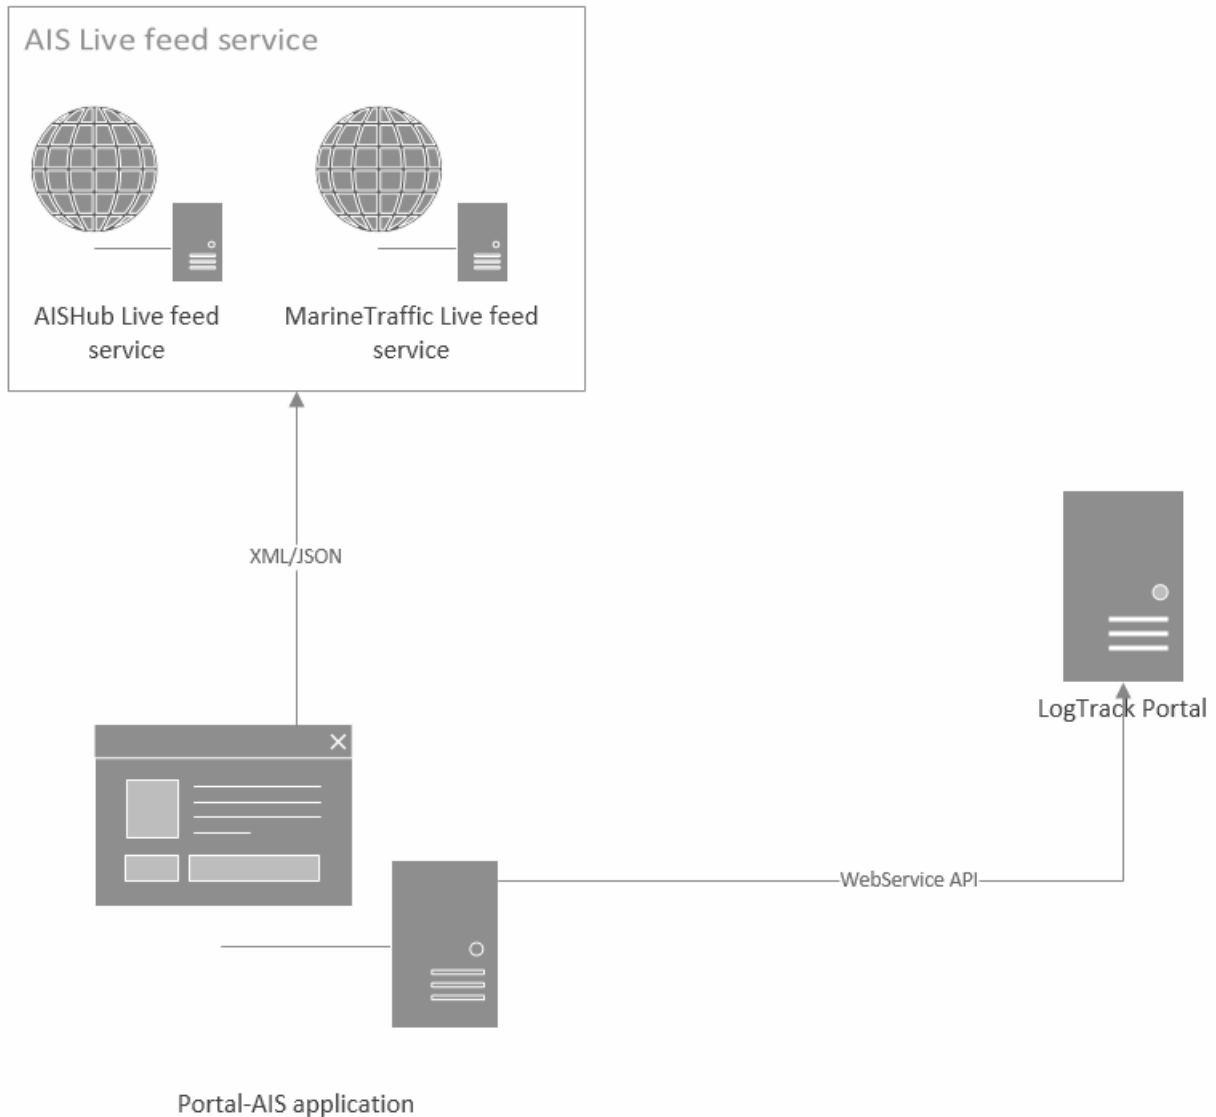 AIS Live feed service
AISHub Live feed
service
MarineTraffic Live feed
service
XML/JSON
LogTrack Portal
WebService API
Portal-AIS application